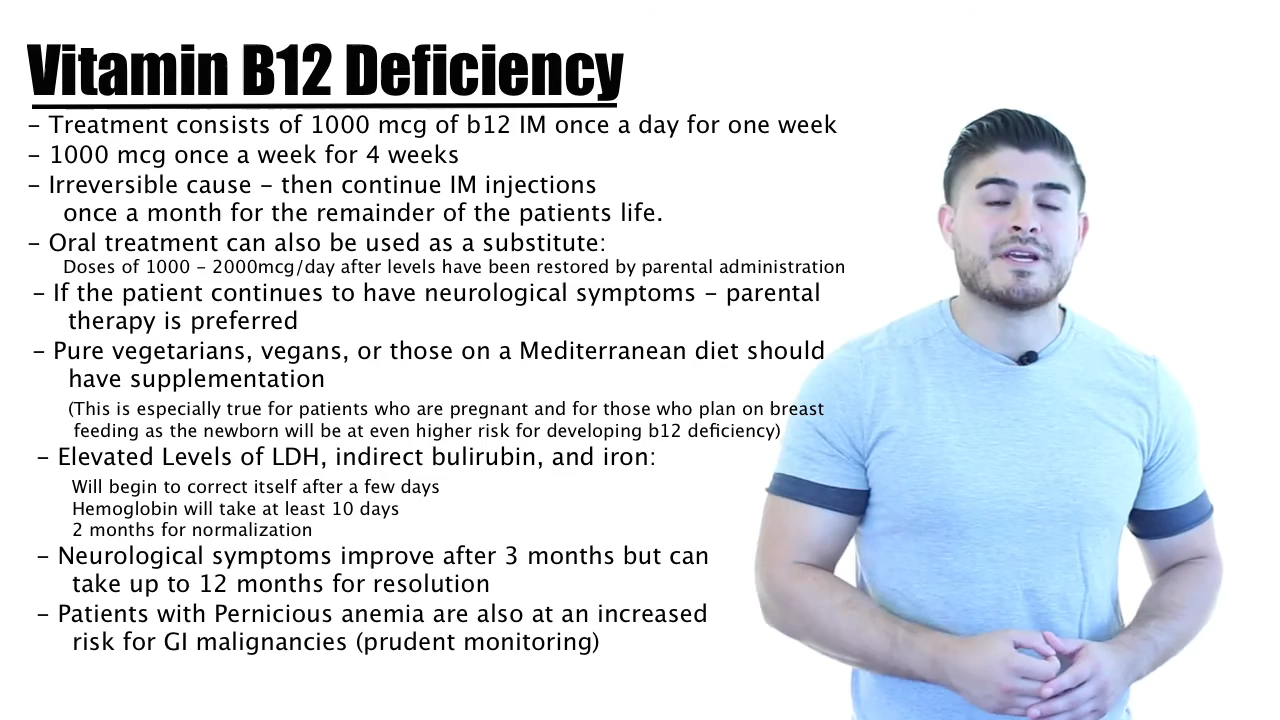 Vitamin B12 Deficiency
– Treatment consists of 1000 mcg of b12 IM once a day for one week
– 1000 mcg once a week for 4 weeks
– Irreversible cause – then continue IM injections
once a month for the remainder of the patients life.
– Oral treatment can also be used as a substitute:
Doses of 1000 – 2000mcg/day after levels have been restored by parental administration
– If the patient continues to have neurological symptoms – parental
therapy is preferred
– Pure vegetarians, vegans, or those on a Mediterranean diet should
have supplementation
(This is especially true for patients who are pregnant and for those who plan on breast
feeding as the newborn will be at even higher risk for developing b12 deficiency)
– Elevated Levels of LDH, indirect bulirubin, and iron:
Will begin to correct itself after a few days
Hemoglobin will take at least 10 days
2 months for normalization
– Neurological symptoms improve after 3 months but can
take up to 12 months for resolution
– Patients with Pernicious anemia are also at an increased
risk for GI malignancies (prudent monitoring)